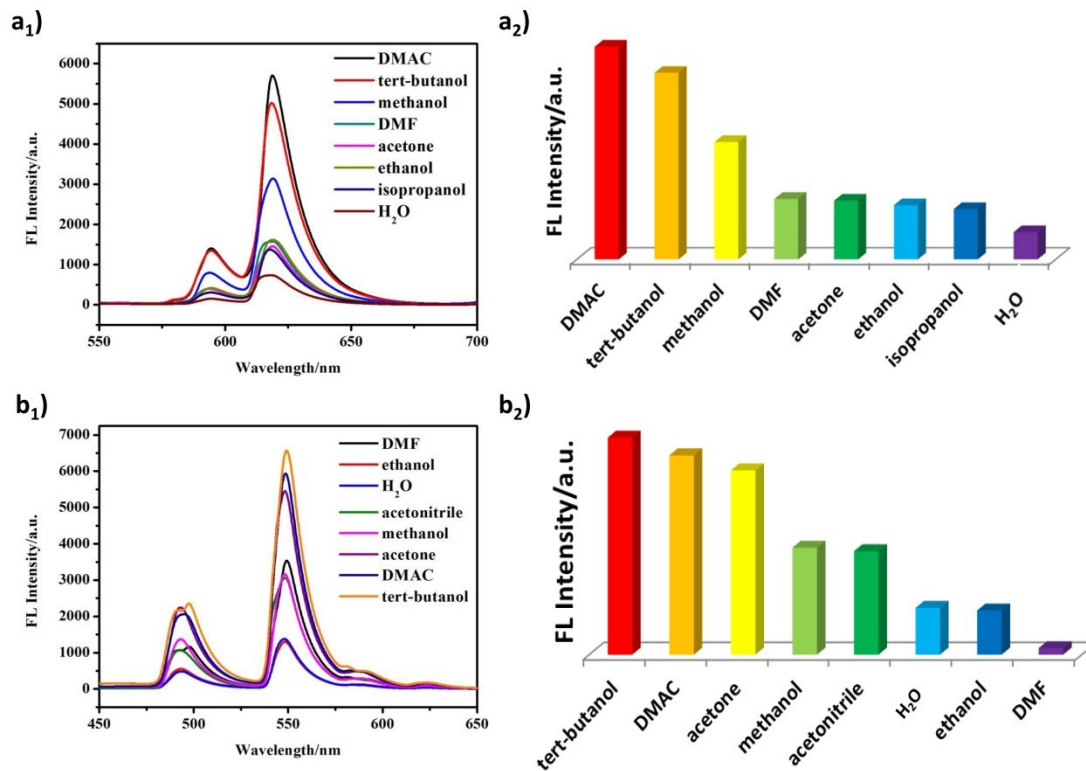 a₁)
FL Intensity/a.u.
6000
5000
4000
3000
2000
1000
0
DMAC
tert-butanol
methanol
DMF
acetone
ethanol
isopropanol
H₂O
550
600
650
700
Wavelength/nm
a₂)
FL Intensity/a.u.
DMAC
tert-butanol
methanol
DMF
acetone
ethanol
isopropanol
H₂O
b₁)
FL Intensity/a.u.
7000
6000
5000
4000
3000
2000
1000
0
DMF
ethanol
H₂O
acetonitrile
methanol
acetone
DMAC
tert-butanol
450
500
550
600
650
Wavelength/nm
b₂)
FL Intensity/a.u.
tert-butanol
DMAC
acetone
methanol
acetonitrile
H₂O
ethanol
DMF